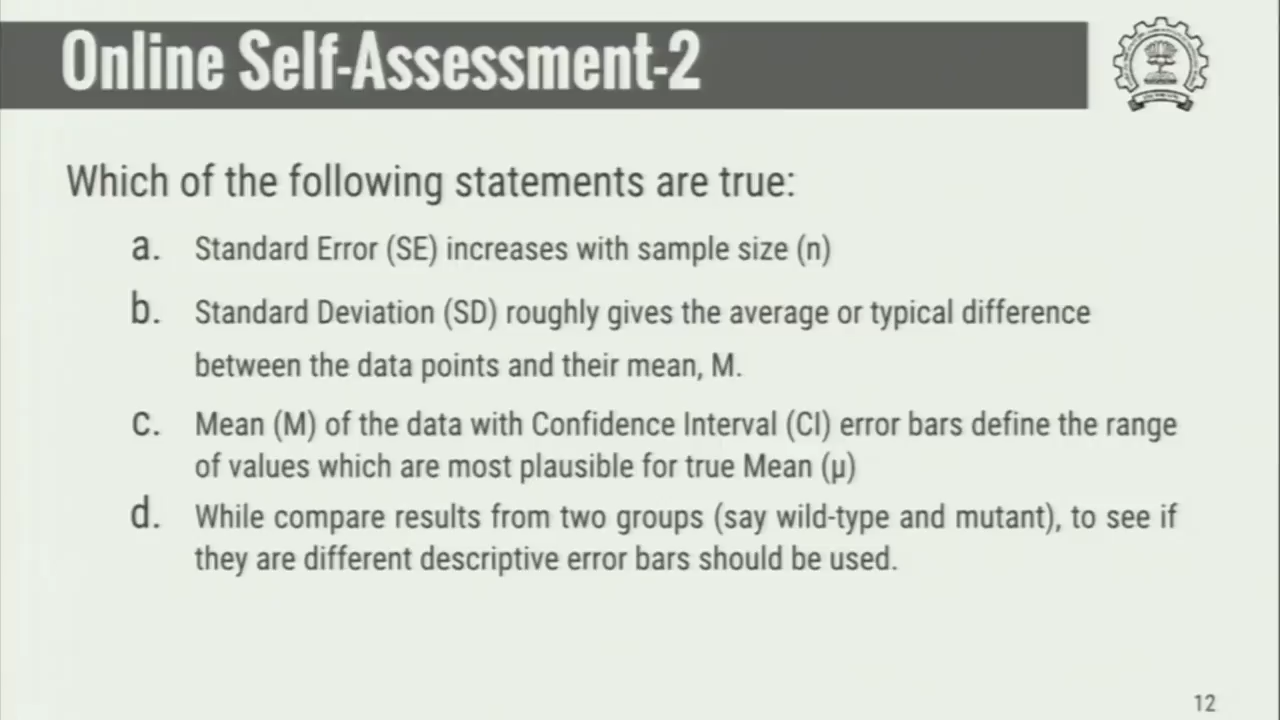 Online Self-Assessment-2
Which of the following statements are true:
a. Standard Error (SE) increases with sample size (n)
b. Standard Deviation (SD) roughly gives the average or typical difference
between the data points and their mean, M.
c. Mean (M) of the data with Confidence Interval (CI) error bars define the range
of values which are most plausible for true Mean (μ)
d. While compare results from two groups (say wild-type and mutant), to see if
they are different descriptive error bars should be used.
12